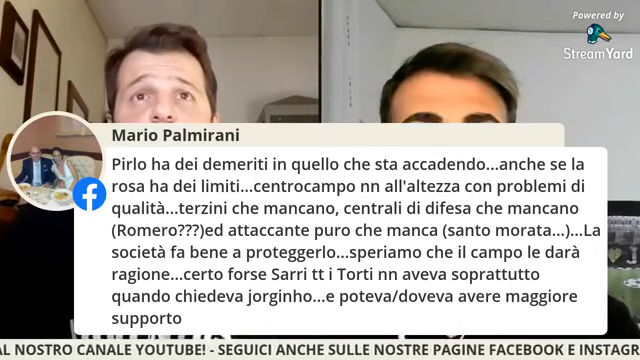 Powered by
StreamYard
Mario Palmirani
Pirlo ha dei demeriti in quello che sta accadendo...anche se la
rosa ha dei limiti...centrocampo nn all'altezza con problemi di
qualità...terzini che mancano, centrali di difesa che mancano
(Romero???)ed attaccante puro che manca (santo morata...)...La
società fa bene a proteggerlo...speriamo che il campo le darà
ragione...certo forse Sarri tt i Torti nn aveva soprattutto
quando chiedeva jorginho...e poteva/doveva avere maggiore
supporto
AL NOSTRO CANALE YOUTUBE! - SEGUICI ANCHE SULLE NOSTRE PAGINE FACEBOOK E INSTAGR